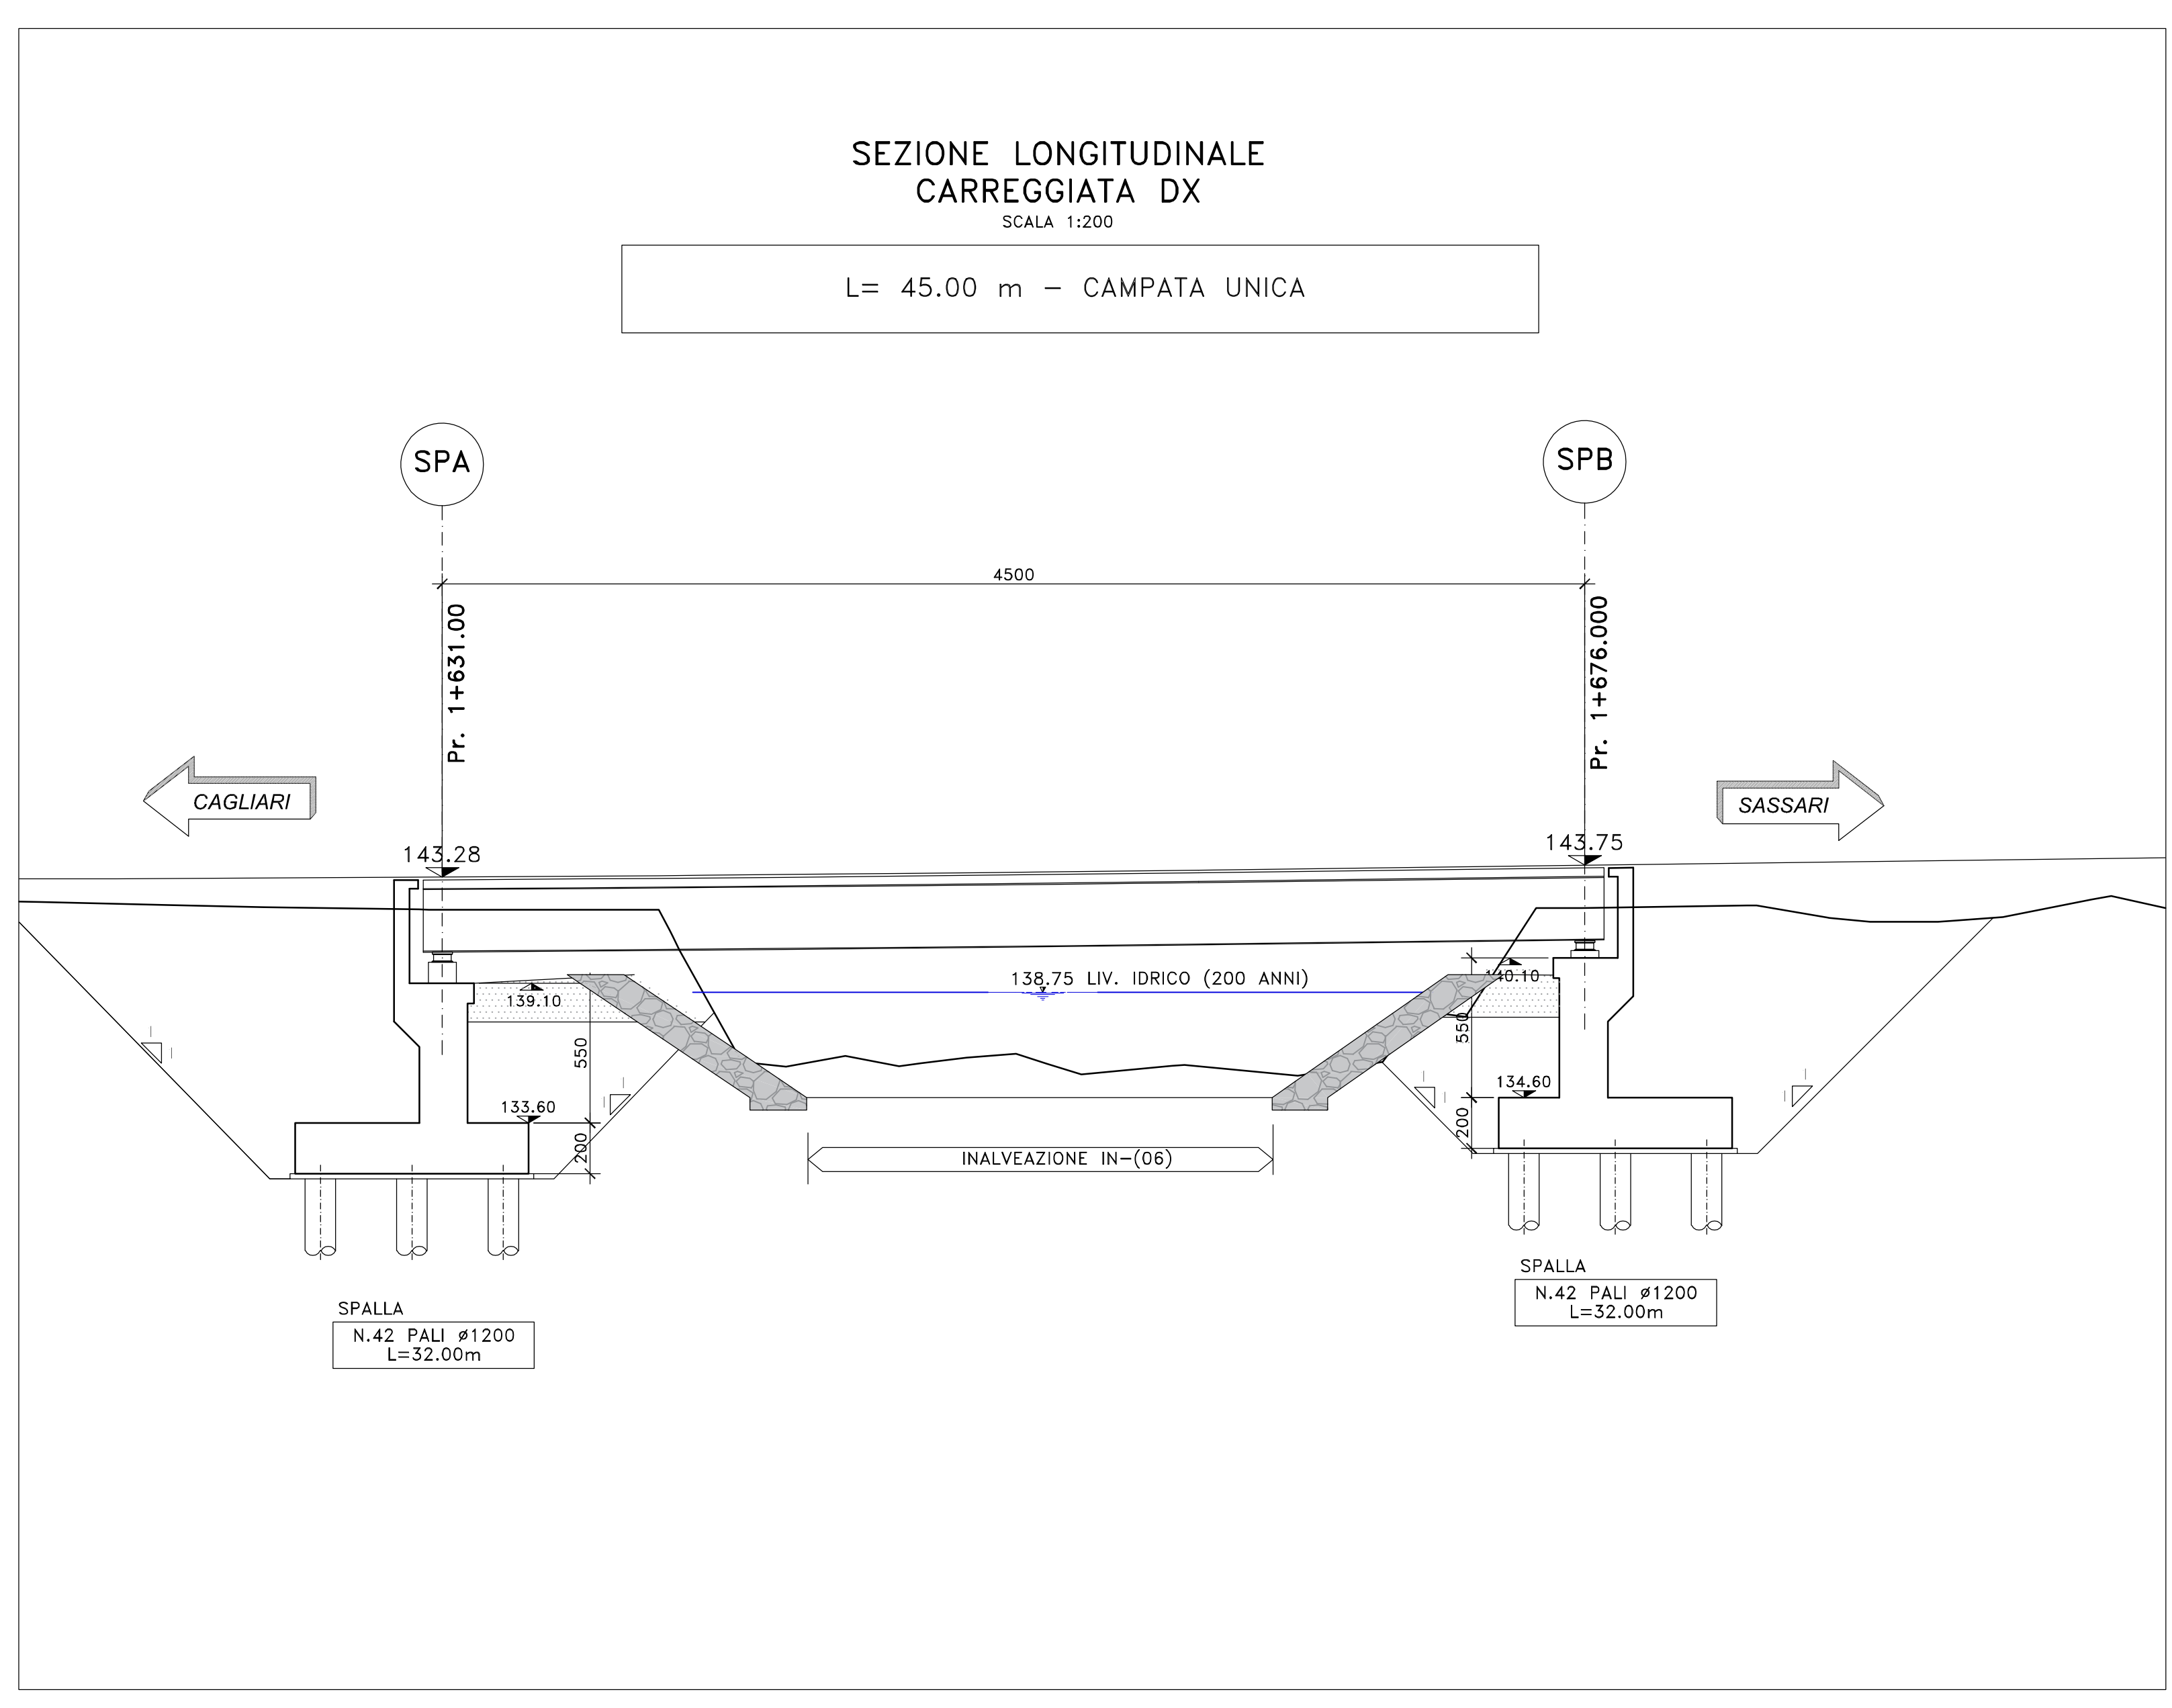 SEZIONE LONGITUDINALE
CARREGGIATA DX
SCALA 1:200
L= 45.00 m - CAMPATA UNICA
SPA
SPB
4500
Pr. 1+631.00
Pr. 1+676.000
CAGLIARI
SASSARI
143.28
143.75
138.75 LIV. IDRICO (200 ANNI)
139.10
140.10
550
550
133.60
134.60
200
200
INALVEAZIONE IN-(06)
SPALLA
N.42 PALI ø1200
L=32.00m
SPALLA
N.42 PALI ø1200
L=32.00m